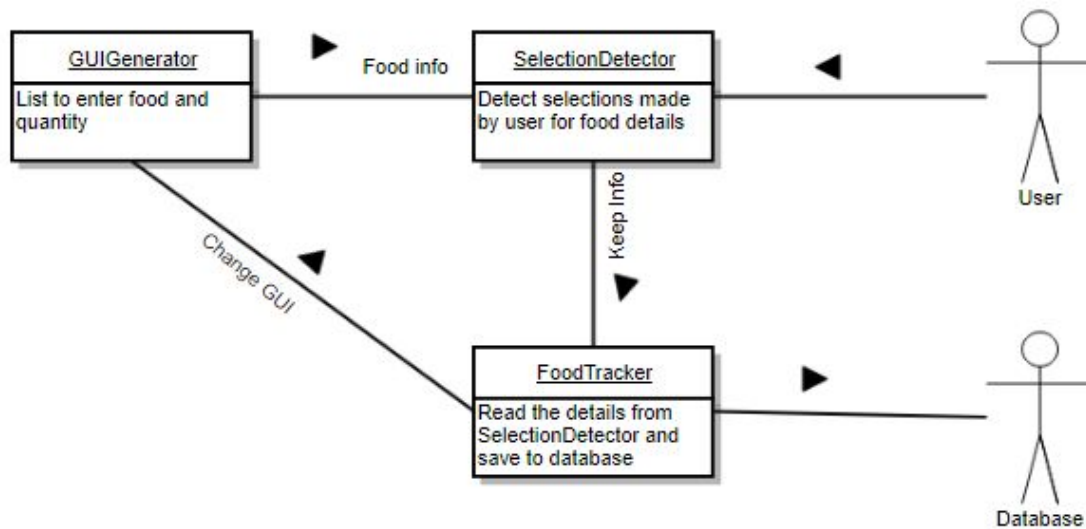 GUIGenerator
List to enter food and
quantity
Food info
SelectionDetector
Detect selections made
by user for food details
User
Keep Info
Change GUI
FoodTracker
Read the details from
SelectionDetector and
save to database
Database